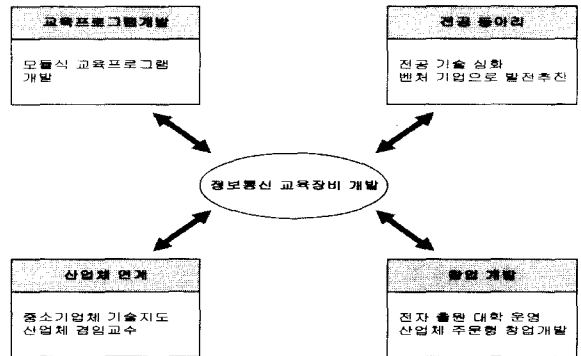 교육프로그램개발
모듈식 교육프로그램
개발
전공 동아리
전공 기술 심화
벤처 기업으로 발전추진
정보통신 교육장비 개발
산업체 연계
중소기업체 기술지도
산업체 겸임교수
창업 개발
전자 출원 대학 운영
산업체 주문형 창업개발